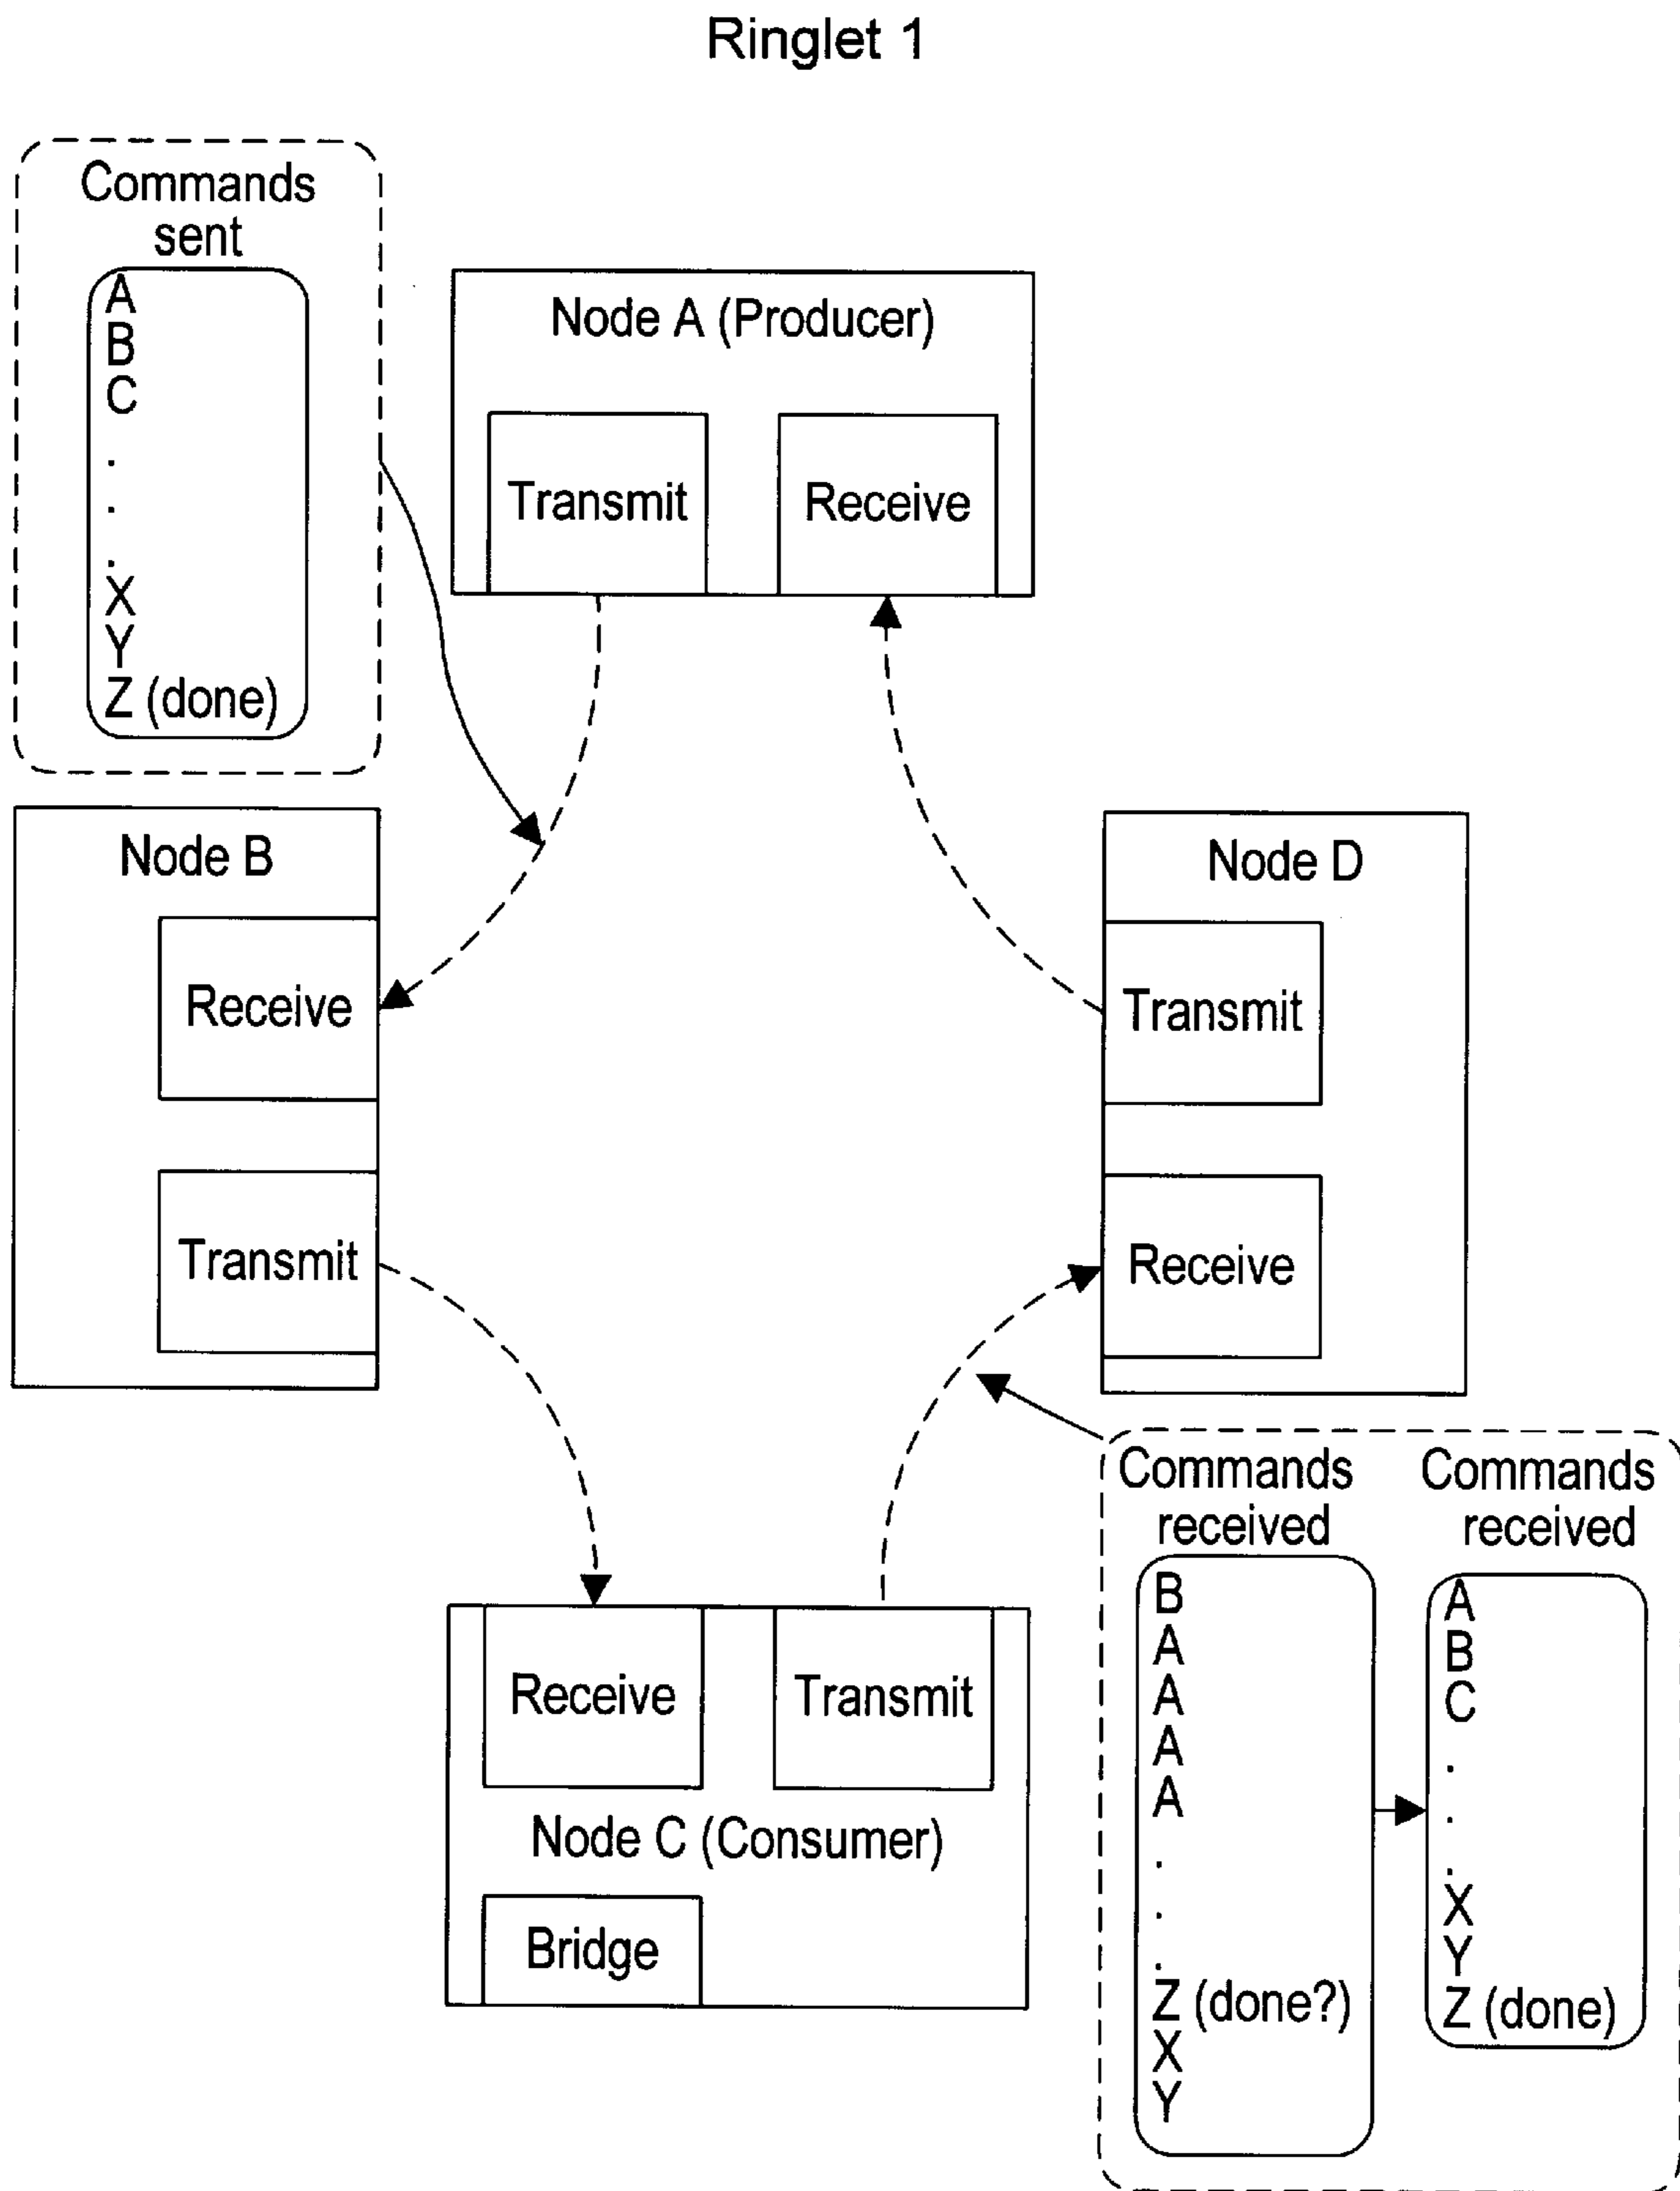 Ringlet 1
Commands
sent
A
B
C
.
.
.
X
Y
Z (done)
Node A (Producer)
Transmit
Receive
Node B
Receive
Transmit
Node D
Transmit
Receive
Receive
Transmit
Node C (Consumer)
Bridge
Commands
received
B
A
A
A
A
.
.
.
Z (done?)
X
Y
Commands
received
A
B
C
.
.
.
X
Y
Z (done)